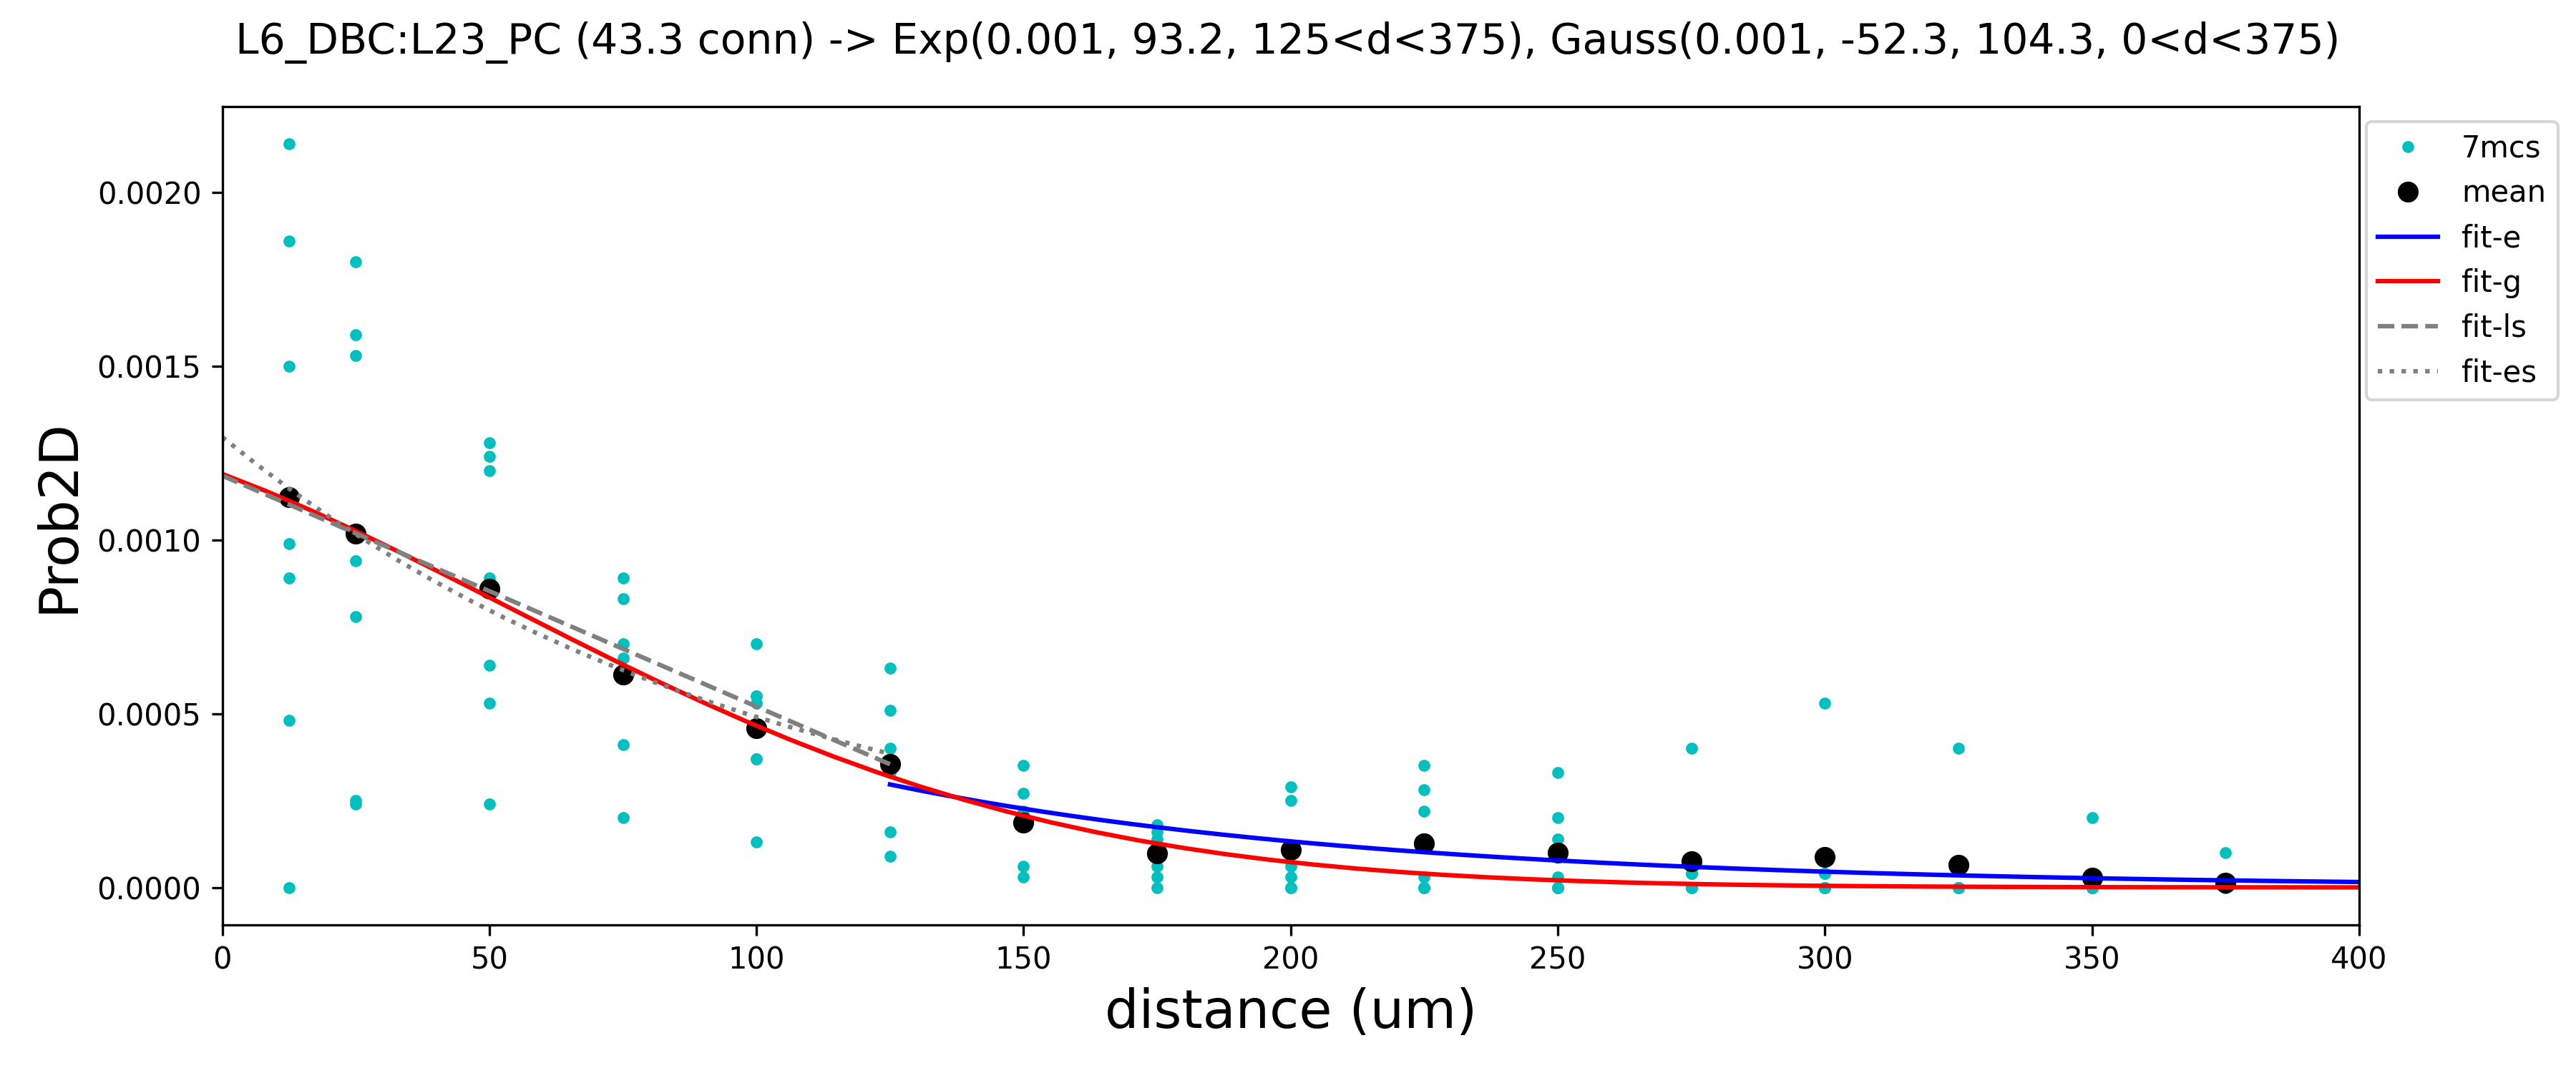 L6_DBC:L23_PC (43.3 conn) -> Exp(0.001, 93.2, 125<d<375), Gauss(0.001, -52.3, 104.3, 0<d<375)
7mcs
mean
fit-e
fit-g
fit-ls
fit-es
Prob2D
0.0020
0.0015
0.0010
0.0005
0.0000
0 50 100 150 200 250 300 350 400
distance (um)